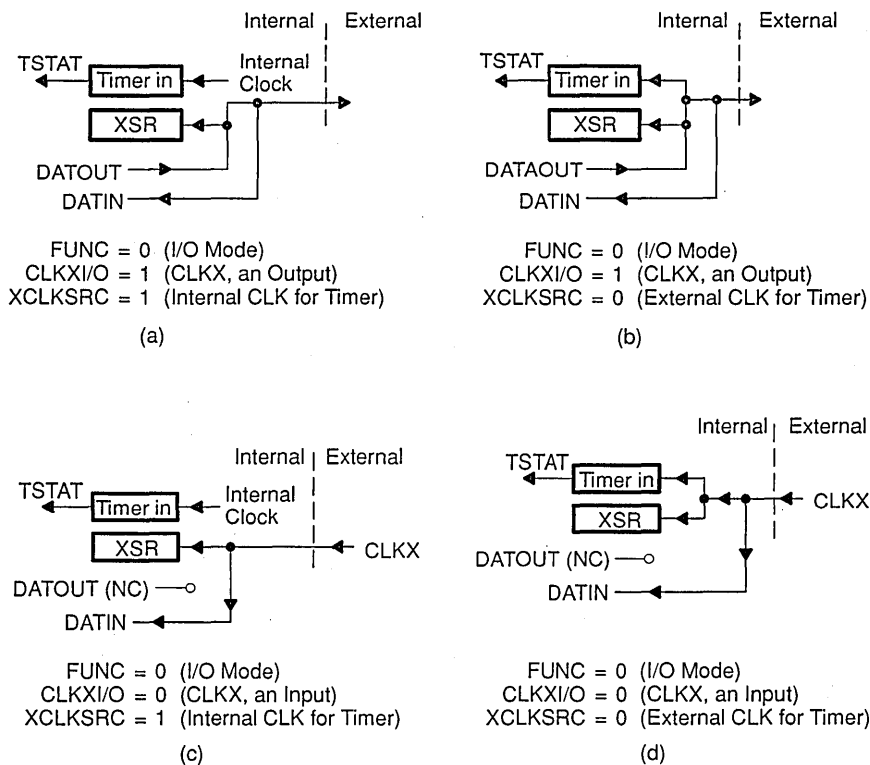 Internal External
TSTAT
Timer in
Internal
Clock
XSR
DATOUT
DATIN
FUNC = 0 (I/O Mode)
CLKXI/O = 1 (CLKX, an Output)
XCLKSRC = 1 (Internal CLK for Timer)
(a)
Internal External
TSTAT
Timer in
XSR
DATAOUT
DATIN
FUNC = 0 (I/O Mode)
CLKXI/O = 1 (CLKX, an Output)
XCLKSRC = 0 (External CLK for Timer)
(b)
Internal External
TSTAT
Timer in
Internal
Clock
XSR
CLKX
DATOUT (NC)
DATIN
FUNC = 0 (I/O Mode)
CLKXI/O = 0 (CLKX, an Input)
XCLKSRC = 1 (Internal CLK for Timer)
(c)
Internal External
TSTAT
Timer in
CLKX
XSR
DATOUT (NC)
DATIN
FUNC = 0 (I/O Mode)
CLKXI/O = 0 (CLKX, an Input)
XCLKSRC = 0 (External CLK for Timer)
(d)